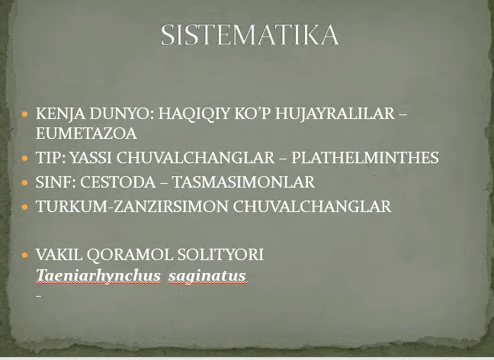 SISTEMATIKA
KENJA DUNYO: HAQIQIY KO’P HUJAYRALILAR –
EUMETAZOA
TIP: YASSI CHUVALCHANGLAR – PLATHELMINTHES
SINF: CESTODA – TASMASIMONLAR
TURKUM-ZANZIRSIMON CHUVALCHANGLAR
VAKIL QORAMOL SOLITYORI
Taeniarhynchus saginatus
-